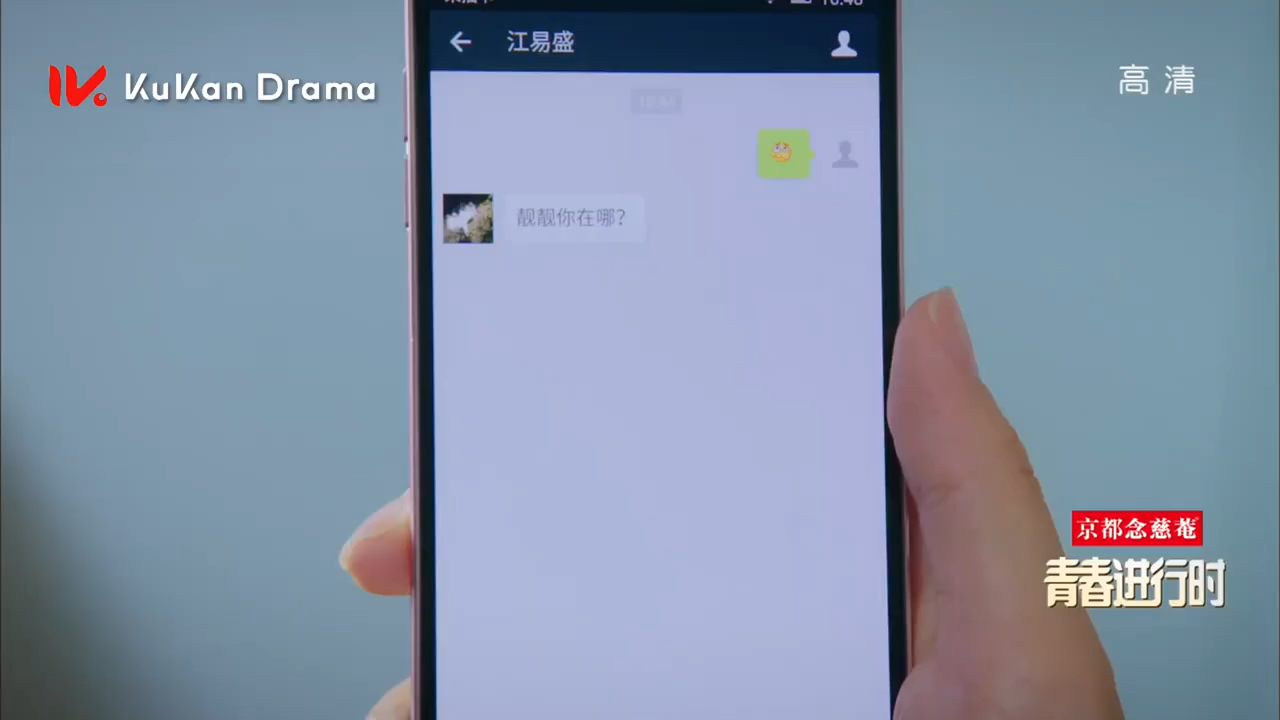 江易盛
KuKan Drama
高清
靓靓你在哪?
京都念慈菴
青春进行时